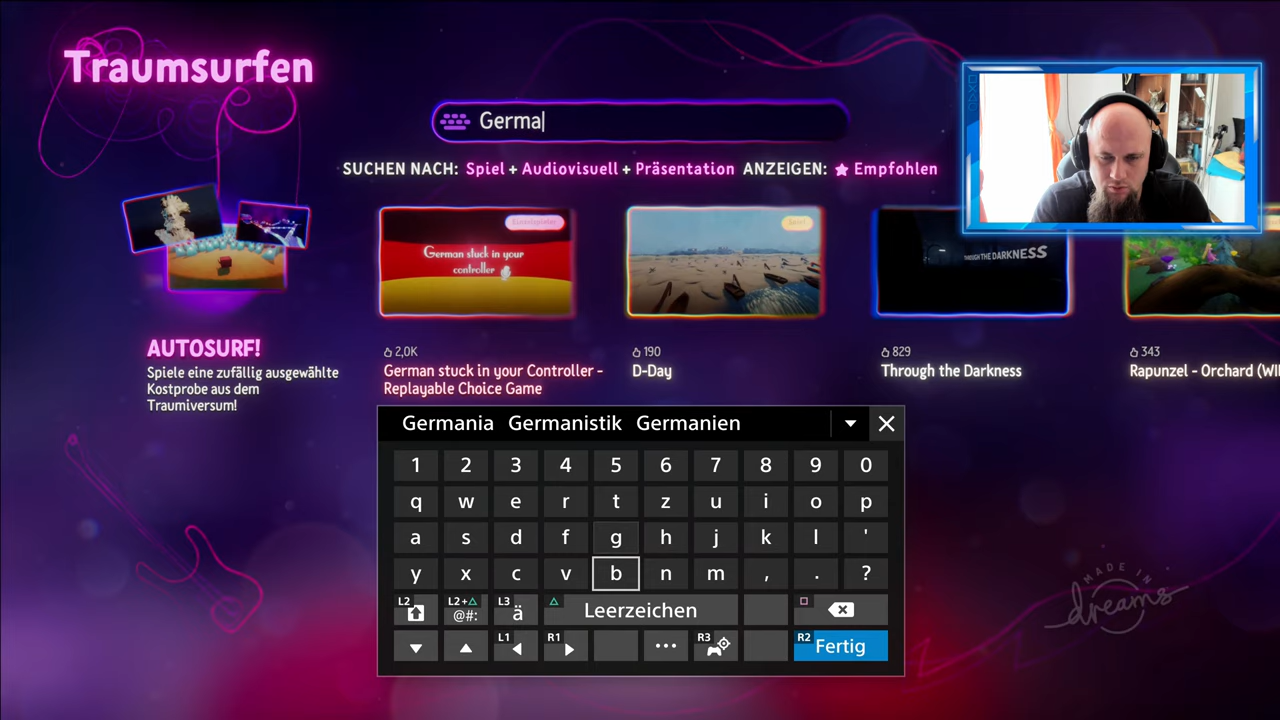 Traumsurfen
Germa
SUCHEN NACH: Spiel + Audiovisuell + Präsentation ANZEIGEN: Empfohlen
German stuck in your
controller
THROUGH THE DARKNESS
AUTOSURF!
Spiele eine zufällig ausgewählte
Kostprobe aus dem
Traumiversum!
2,0K
German stuck in your Controller -
Replayable Choice Game
190
D-Day
829
Through the Darkness
343
Rapunzel - Orchard (WI
Germania Germanistik Germanien
1 2 3 4 5 6 7 8 9 0
q w e r t z u i o p
a s d f g h j k l '
y x c v b n m , . ?
L2 L2+△ @#: L3 ä △ Leerzeichen □
L1 R1 ... R3 R2 Fertig
MADE IN
dreams